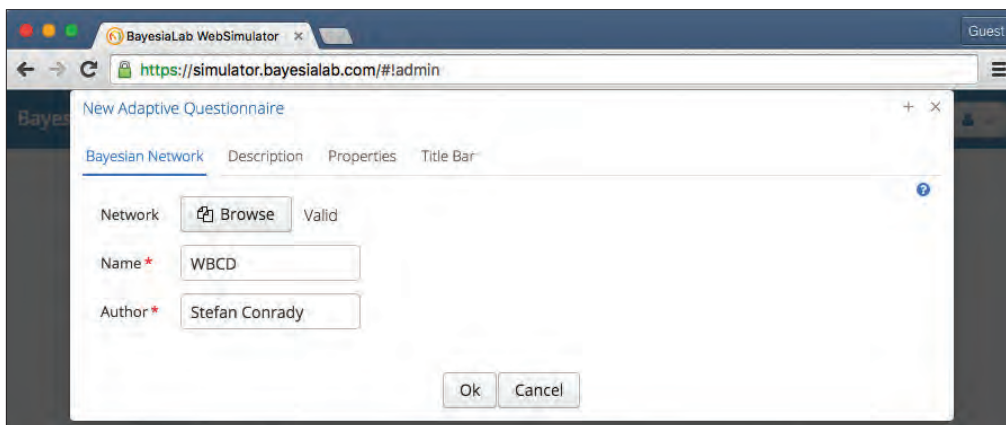 BayesiaLab WebSimulator
Guest
https://simulator.bayesialab.com/#!admin
Bayes
New Adaptive Questionnaire
Bayesian Network Description Properties Title Bar
Network Browse Valid
Name * WBCD
Author * Stefan Conrady
Ok Cancel